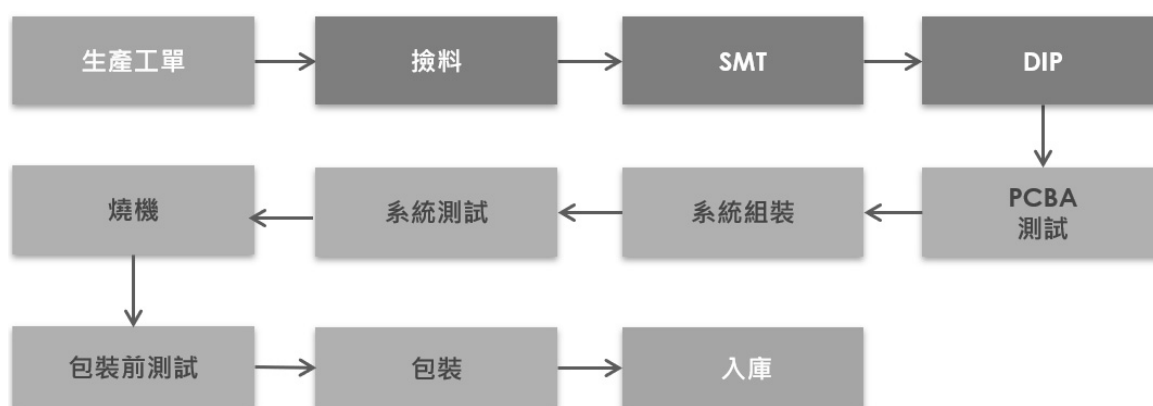 生產工單
撿料
SMT
DIP
PCBA
測試
系統組裝
系統測試
燒機
包裝前測試
包裝
入庫